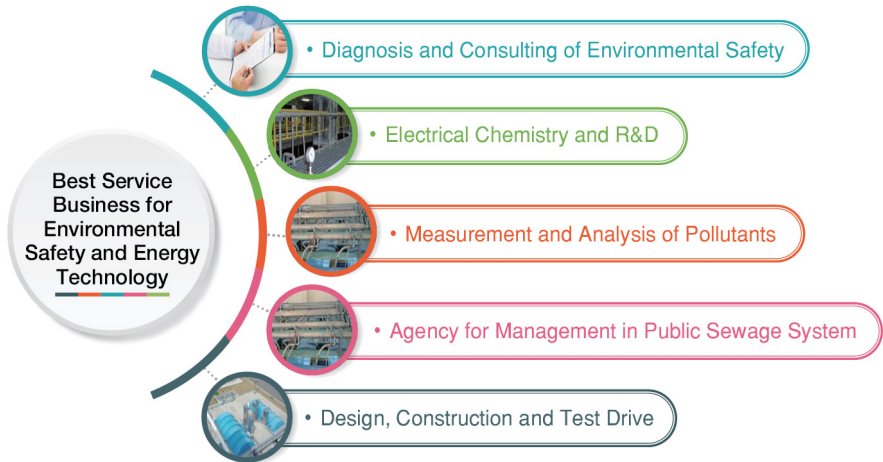 Best Service
Business for
Environmental
Safety and Energy
Technology
• Diagnosis and Consulting of Environmental Safety
• Electrical Chemistry and R&D
• Measurement and Analysis of Pollutants
• Agency for Management in Public Sewage System
• Design, Construction and Test Drive